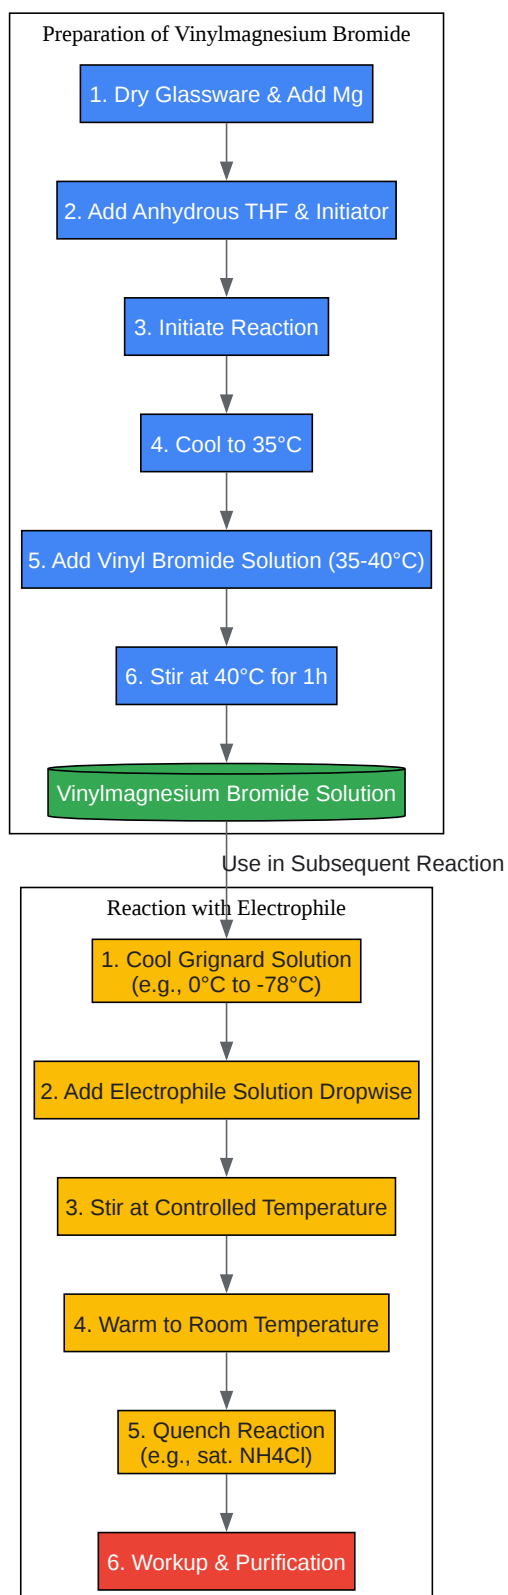 Preparation of Vinylmagnesium Bromide
1. Dry Glassware & Add Mg
2. Add Anhydrous THF & Initiator
3. Initiate Reaction
4. Cool to 35°C
5. Add Vinyl Bromide Solution (35-40°C)
6. Stir at 40°C for 1h
Vinylmagnesium Bromide Solution
Use in Subsequent Reaction
Reaction with Electrophile
1. Cool Grignard Solution
(e.g., 0°C to -78°C)
2. Add Electrophile Solution Dropwise
3. Stir at Controlled Temperature
4. Warm to Room Temperature
5. Quench Reaction
(e.g., sat. NH4Cl)
6. Workup & Purification